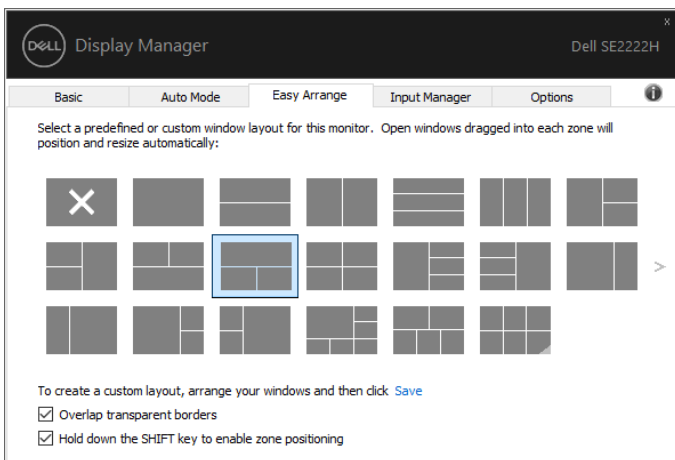 x
DELL Display Manager Dell SE2222H
Basic Auto Mode Easy Arrange Input Manager Options
Select a predefined or custom window layout for this monitor. Open windows dragged into each zone will
position and resize automatically:
>
To create a custom layout, arrange your windows and then click Save
Overlap transparent borders
Hold down the SHIFT key to enable zone positioning